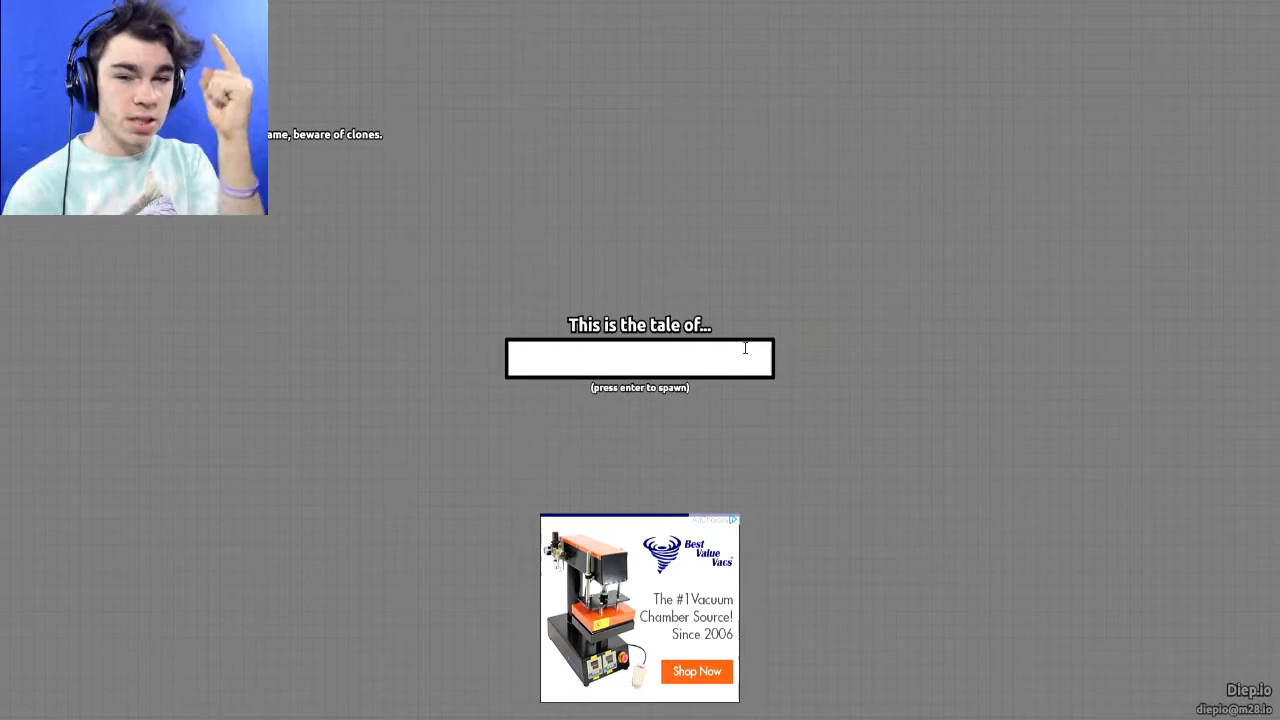 ame, beware of clones.
This is the tale of...
(press enter to spawn)
AdChoices
Best
Value
Vacs
The #1 Vacuum
Chamber Source!
Since 2006
Shop Now
Diep.io
diepio@m28.io